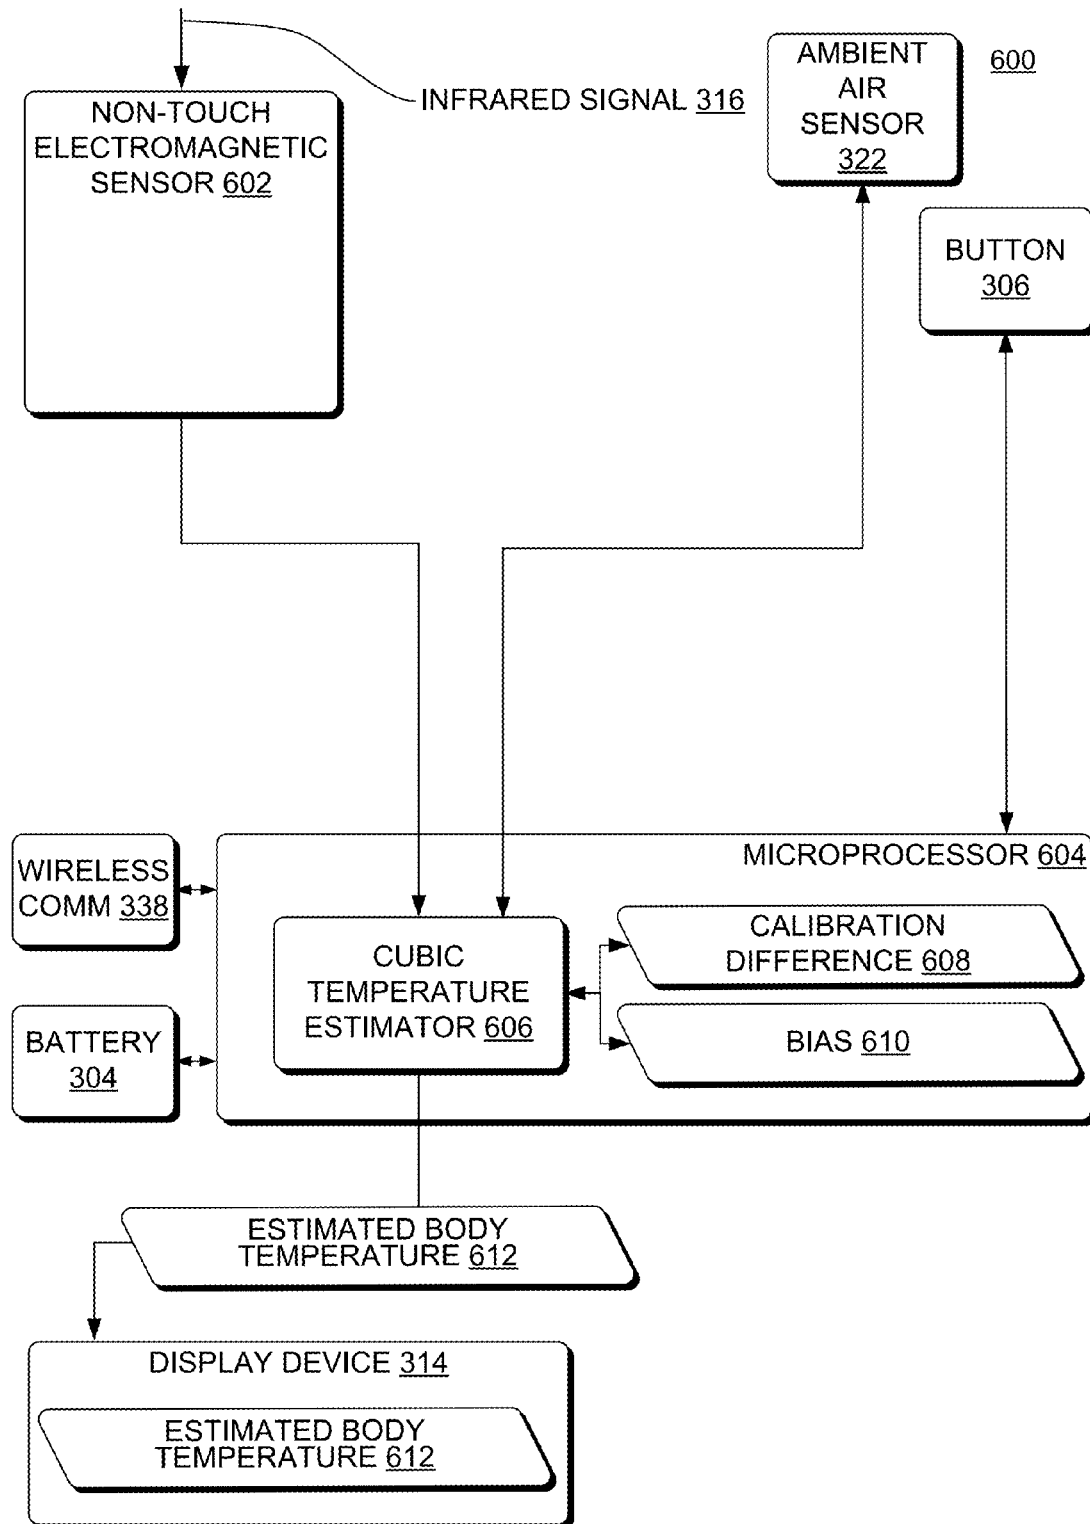 INFRARED SIGNAL 316
AMBIENT
AIR
SENSOR
322
600
NON-TOUCH
ELECTROMAGNETIC
SENSOR 602
BUTTON
306
MICROPROCESSOR 604
WIRELESS
COMM 338
CUBIC
TEMPERATURE
ESTIMATOR 606
CALIBRATION
DIFFERENCE 608
BIAS 610
BATTERY
304
ESTIMATED BODY
TEMPERATURE 612
DISPLAY DEVICE 314
ESTIMATED BODY
TEMPERATURE 612